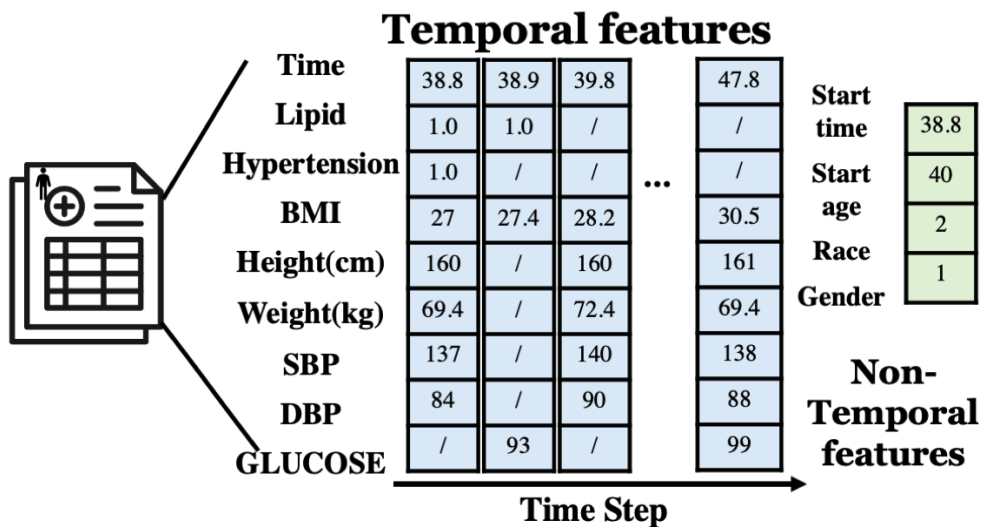 Temporal features
Time 38.8 38.9 39.8 47.8
Lipid 1.0 1.0 / /
Hypertension 1.0 / / /
...
BMI 27 27.4 28.2 30.5
Height(cm) 160 / 160 161
Weight(kg) 69.4 / 72.4 69.4
SBP 137 / 140 138
DBP 84 / 90 88
GLUCOSE / 93 / 99
Time Step
Start
time
38.8
Start
age
40
Race
2
Gender
1
Non-
Temporal
features